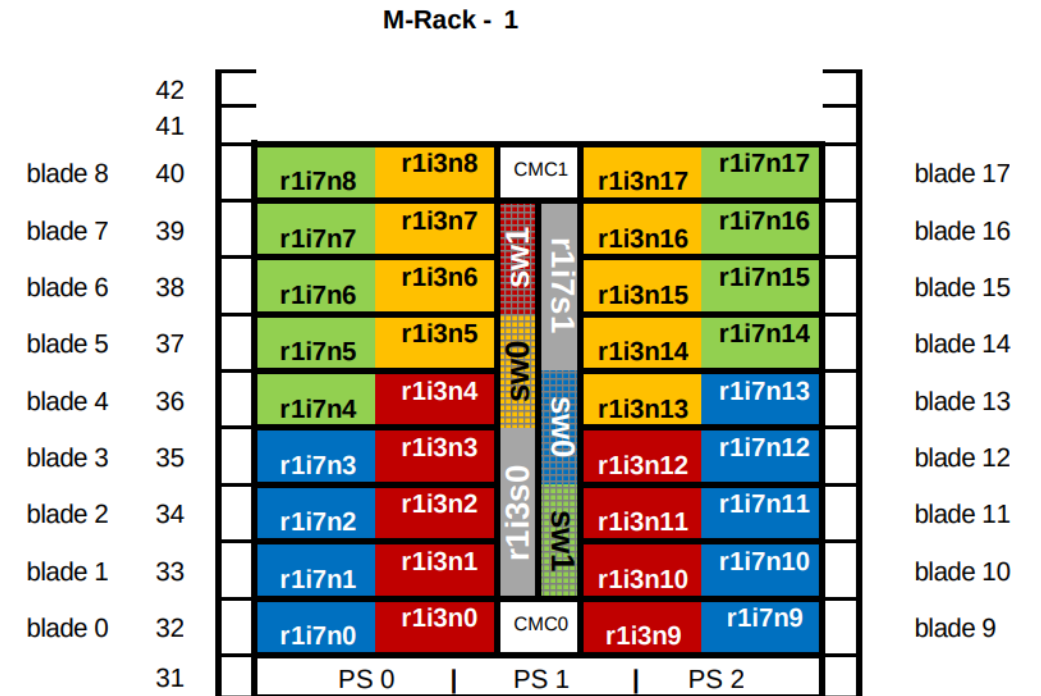 M-Rack - 1
42
41
blade 8 40 r1i7n8 r1i3n8 CMC1 r1i3n17 r1i7n17 blade 17
blade 7 39 r1i7n7 r1i3n7 r1i3n16 r1i7n16 blade 16
blade 6 38 r1i7n6 r1i3n6 r1i3n15 r1i7n15 blade 15
blade 5 37 r1i7n5 r1i3n5 r1i3n14 r1i7n14 blade 14
blade 4 36 r1i7n4 r1i3n4 r1i3n13 r1i7n13 blade 13
blade 3 35 r1i7n3 r1i3n3 r1i3n12 r1i7n12 blade 12
blade 2 34 r1i7n2 r1i3n2 r1i3n11 r1i7n11 blade 11
blade 1 33 r1i7n1 r1i3n1 r1i3n10 r1i7n10 blade 10
blade 0 32 r1i7n0 r1i3n0 CMC0 r1i3n9 r1i7n9 blade 9
r1i3s0 sw0 sw1
r1i7s1 sw0 sw1
31 PS 0 | PS 1 | PS 2